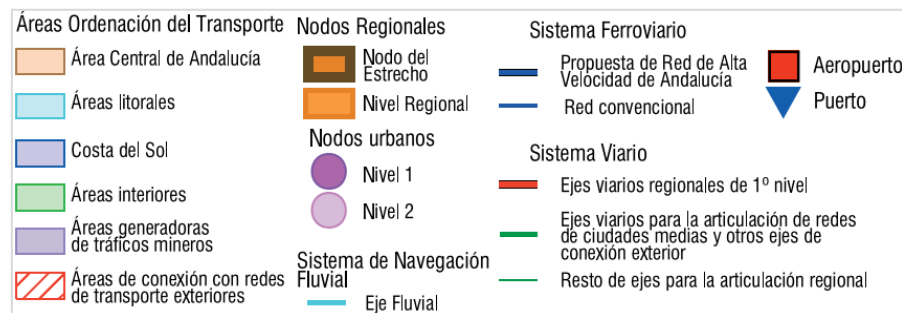 Áreas Ordenación del Transporte
Área Central de Andalucía
Áreas litorales
Costa del Sol
Áreas interiores
Áreas generadoras
de tráficos mineros
Áreas de conexión con redes
de transporte exteriores
Nodos Regionales
Nodo del
Estrecho
Nivel Regional
Nodos urbanos
Nivel 1
Nivel 2
Sistema de Navegación
Fluvial
Eje Fluvial
Sistema Ferroviario
Propuesta de Red de Alta
Velocidad de Andalucía
Red convencional
Sistema Viario
Ejes viarios regionales de 1º nivel
Ejes viarios para la articulación de redes
de ciudades medias y otros ejes de
conexión exterior
Resto de ejes para la articulación regional
Aeropuerto
Puerto